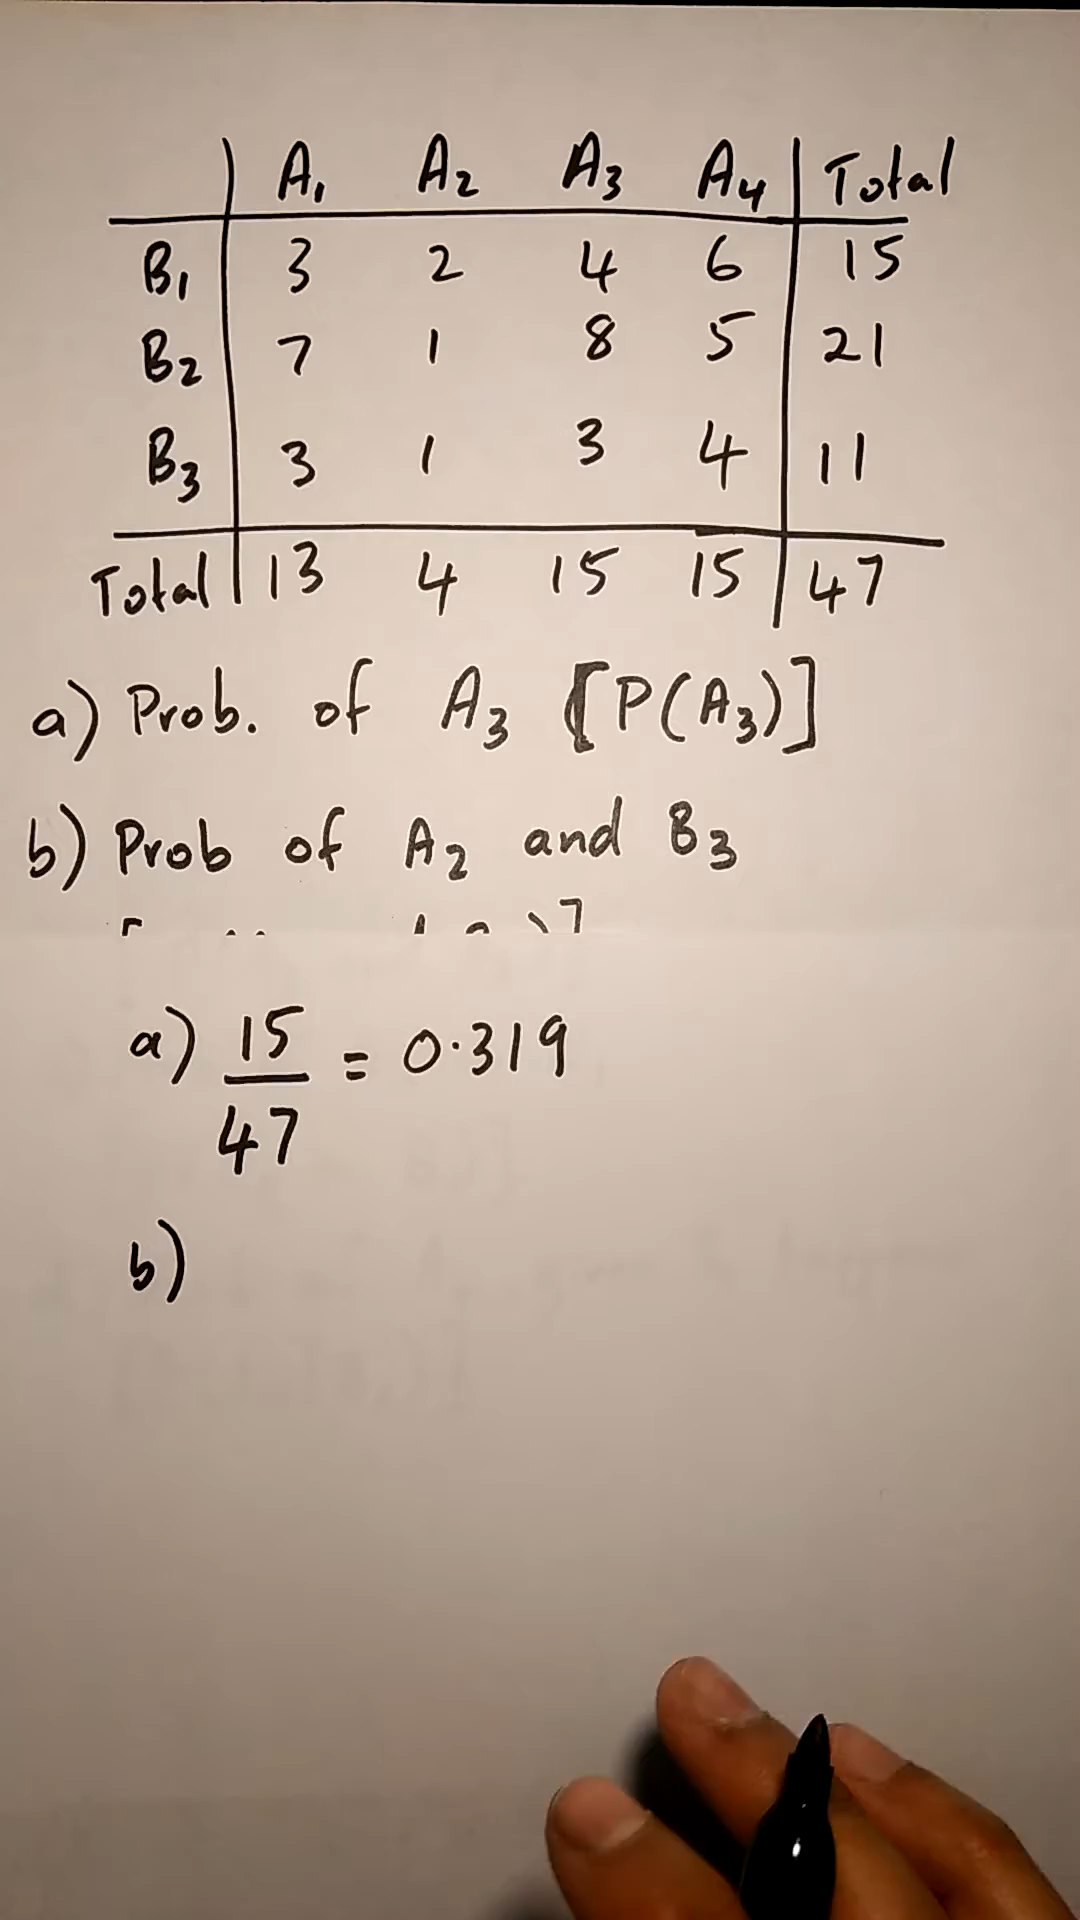 A₁ A₂ A₃ A₄ Total
B₁ 3 2 4 6 15
B₂ 7 1 8 5 21
B₃ 3 1 3 4 11
Total 13 4 15 15 47
a) Prob. of A₃ [P(A₃)]
b) Prob of A₂ and B₃
a) 15/47 = 0.319
b)